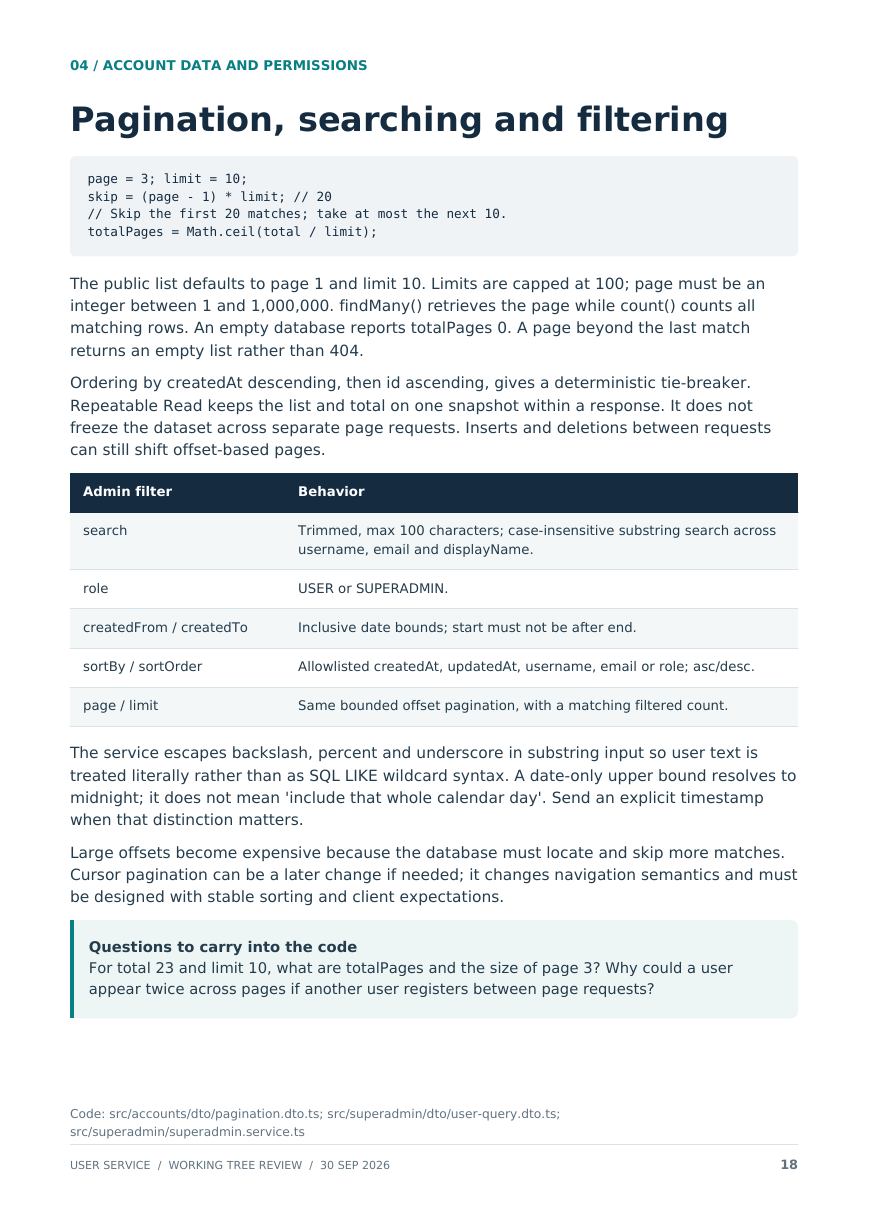 04 / ACCOUNT DATA AND PERMISSIONS
Pagination, searching and filtering
page = 3; limit = 10;
skip = (page - 1) * limit; // 20
// Skip the first 20 matches; take at most the next 10.
totalPages = Math.ceil(total / limit);
The public list defaults to page 1 and limit 10. Limits are capped at 100; page must be an
integer between 1 and 1,000,000. findMany() retrieves the page while count() counts all
matching rows. An empty database reports totalPages 0. A page beyond the last match
returns an empty list rather than 404.
Ordering by createdAt descending, then id ascending, gives a deterministic tie-breaker.
Repeatable Read keeps the list and total on one snapshot within a response. It does not
freeze the dataset across separate page requests. Inserts and deletions between requests
can still shift offset-based pages.
Admin filter Behavior
search Trimmed, max 100 characters; case-insensitive substring search across
username, email and displayName.
role USER or SUPERADMIN.
createdFrom / createdTo Inclusive date bounds; start must not be after end.
sortBy / sortOrder Allowlisted createdAt, updatedAt, username, email or role; asc/desc.
page / limit Same bounded offset pagination, with a matching filtered count.
The service escapes backslash, percent and underscore in substring input so user text is
treated literally rather than as SQL LIKE wildcard syntax. A date-only upper bound resolves to
midnight; it does not mean 'include that whole calendar day'. Send an explicit timestamp
when that distinction matters.
Large offsets become expensive because the database must locate and skip more matches.
Cursor pagination can be a later change if needed; it changes navigation semantics and must
be designed with stable sorting and client expectations.
Questions to carry into the code
For total 23 and limit 10, what are totalPages and the size of page 3? Why could a user
appear twice across pages if another user registers between page requests?
Code: src/accounts/dto/pagination.dto.ts; src/superadmin/dto/user-query.dto.ts;
src/superadmin/superadmin.service.ts
USER SERVICE / WORKING TREE REVIEW / 30 SEP 2026 18